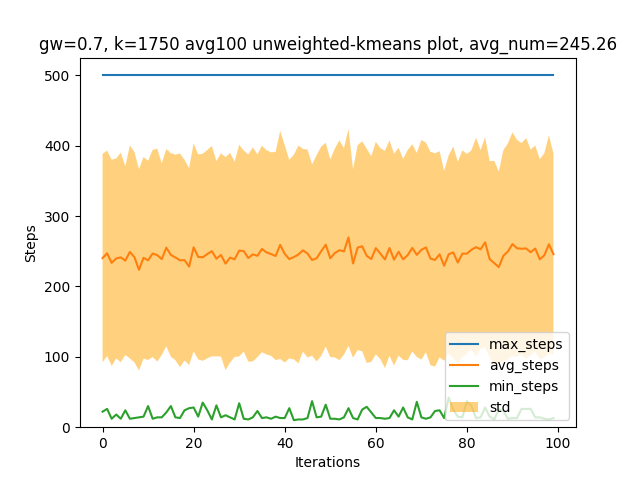 gw=0.7, k=1750 avg100 unweighted-kmeans plot, avg_num=245.26
500
400
300
200
100
0
Steps
max_steps
avg_steps
min_steps
std
0 20 40 60 80 100
Iterations